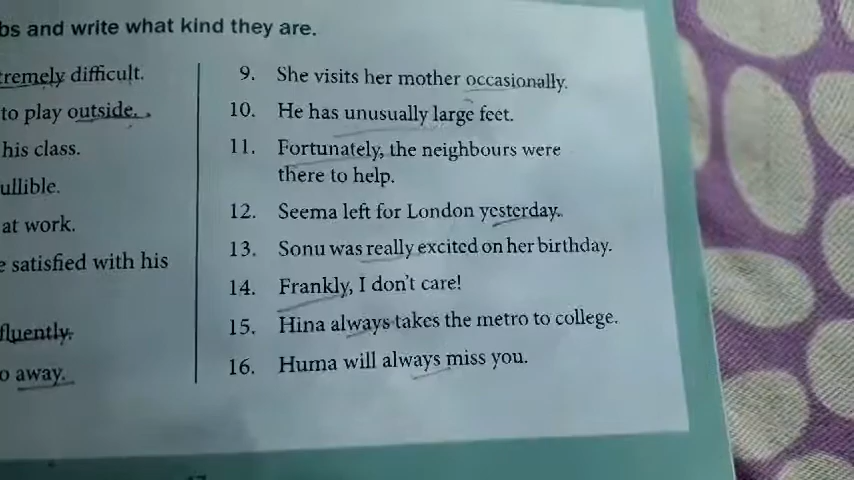 bs and write what kind they are.
tremely difficult.
to play outside.
his class.
ullible.
at work.
e satisfied with his
fluently.
o away.
9. She visits her mother occasionally.
10. He has unusually large feet.
11. Fortunately, the neighbours were
there to help.
12. Seema left for London yesterday.
13. Sonu was really excited on her birthday.
14. Frankly, I don't care!
15. Hina always takes the metro to college.
16. Huma will always miss you.